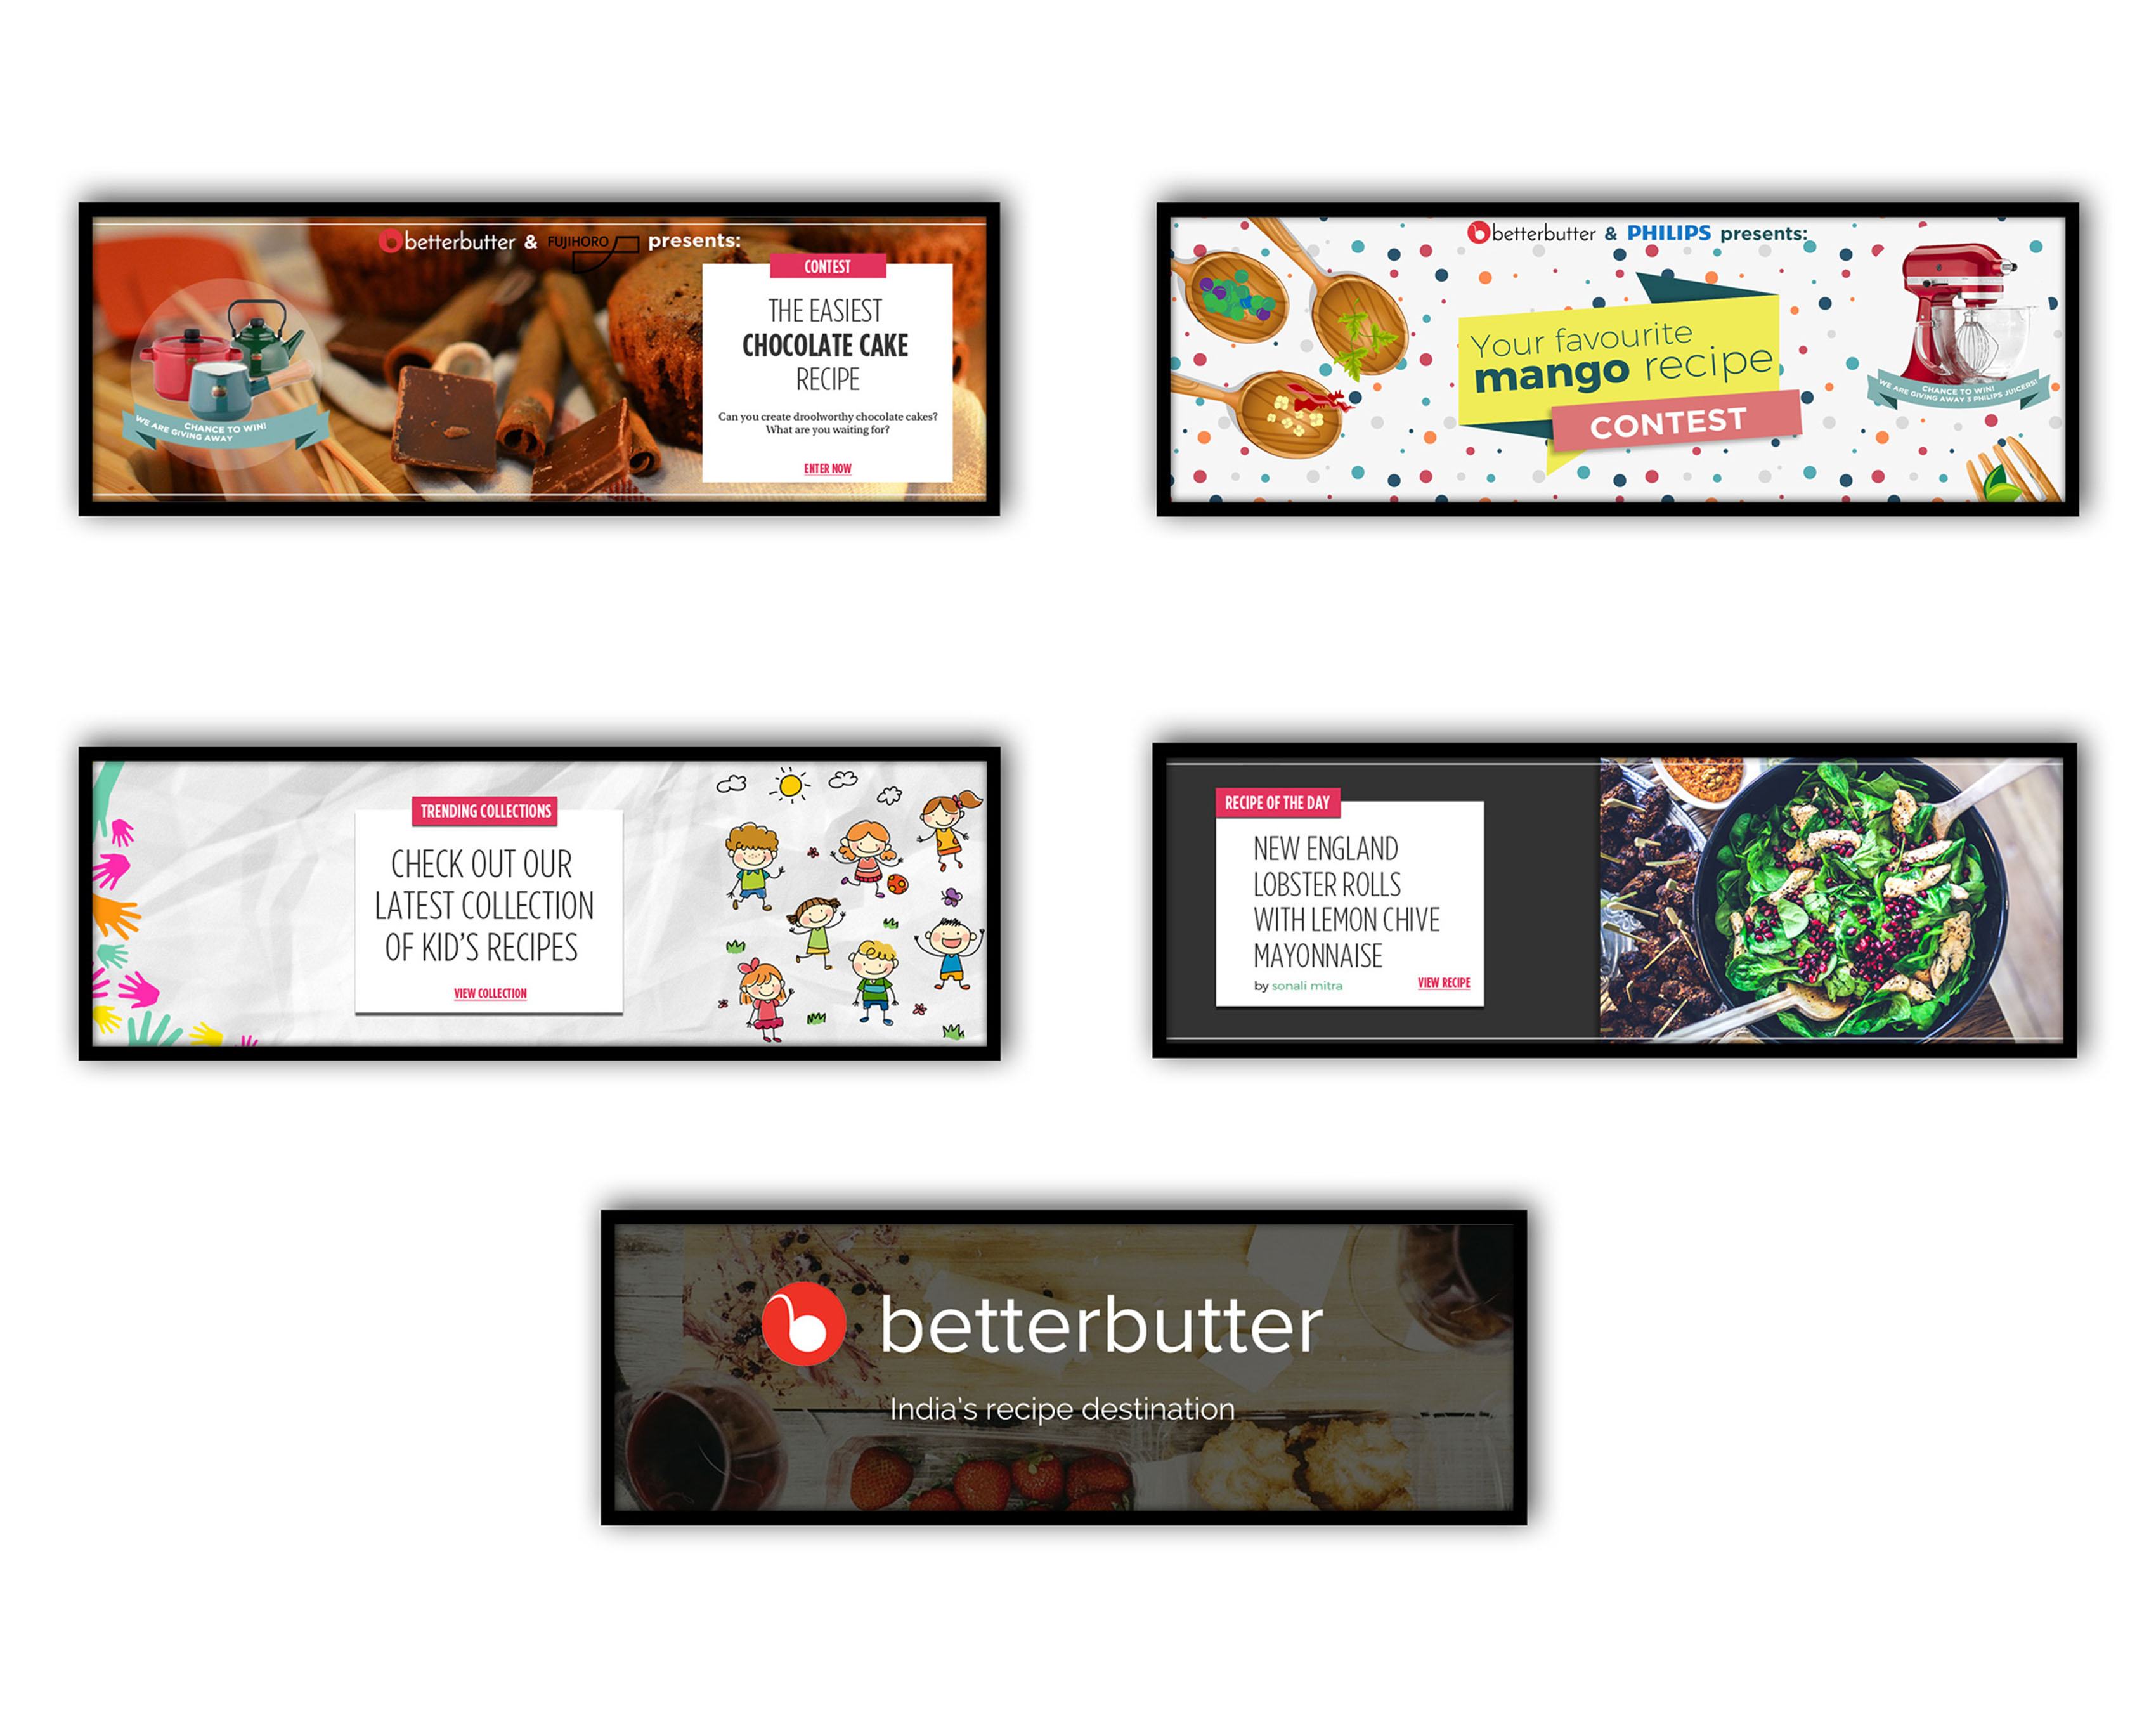 betterbutter & FUJIHORO presents:
CONTEST
THE EASIEST
CHOCOLATE CAKE
RECIPE
Can you create droolworthy chocolate cakes?
What are you waiting for?
ENTER NOW
CHANCE TO WIN!
WE ARE GIVING AWAY
betterbutter & PHILIPS presents:
Your favourite
mango recipe
CONTEST
CHANCE TO WIN!
WE ARE GIVING AWAY 3 PHILIPS JUICERS!
TRENDING COLLECTIONS
CHECK OUT OUR
LATEST COLLECTION
OF KID'S RECIPES
VIEW COLLECTION
RECIPE OF THE DAY
NEW ENGLAND
LOBSTER ROLLS
WITH LEMON CHIVE
MAYONNAISE
by sonali mitra
VIEW RECIPE
betterbutter
India's recipe destination